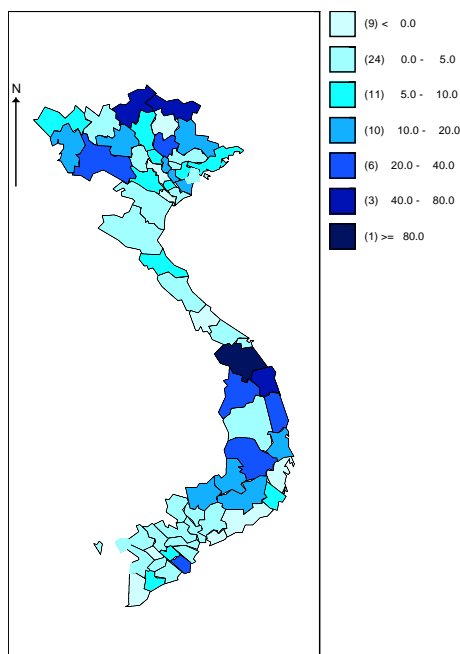 N
(9) < 0.0
(24) 0.0 - 5.0
(11) 5.0 - 10.0
(10) 10.0 - 20.0
(6) 20.0 - 40.0
(3) 40.0 - 80.0
(1) >= 80.0